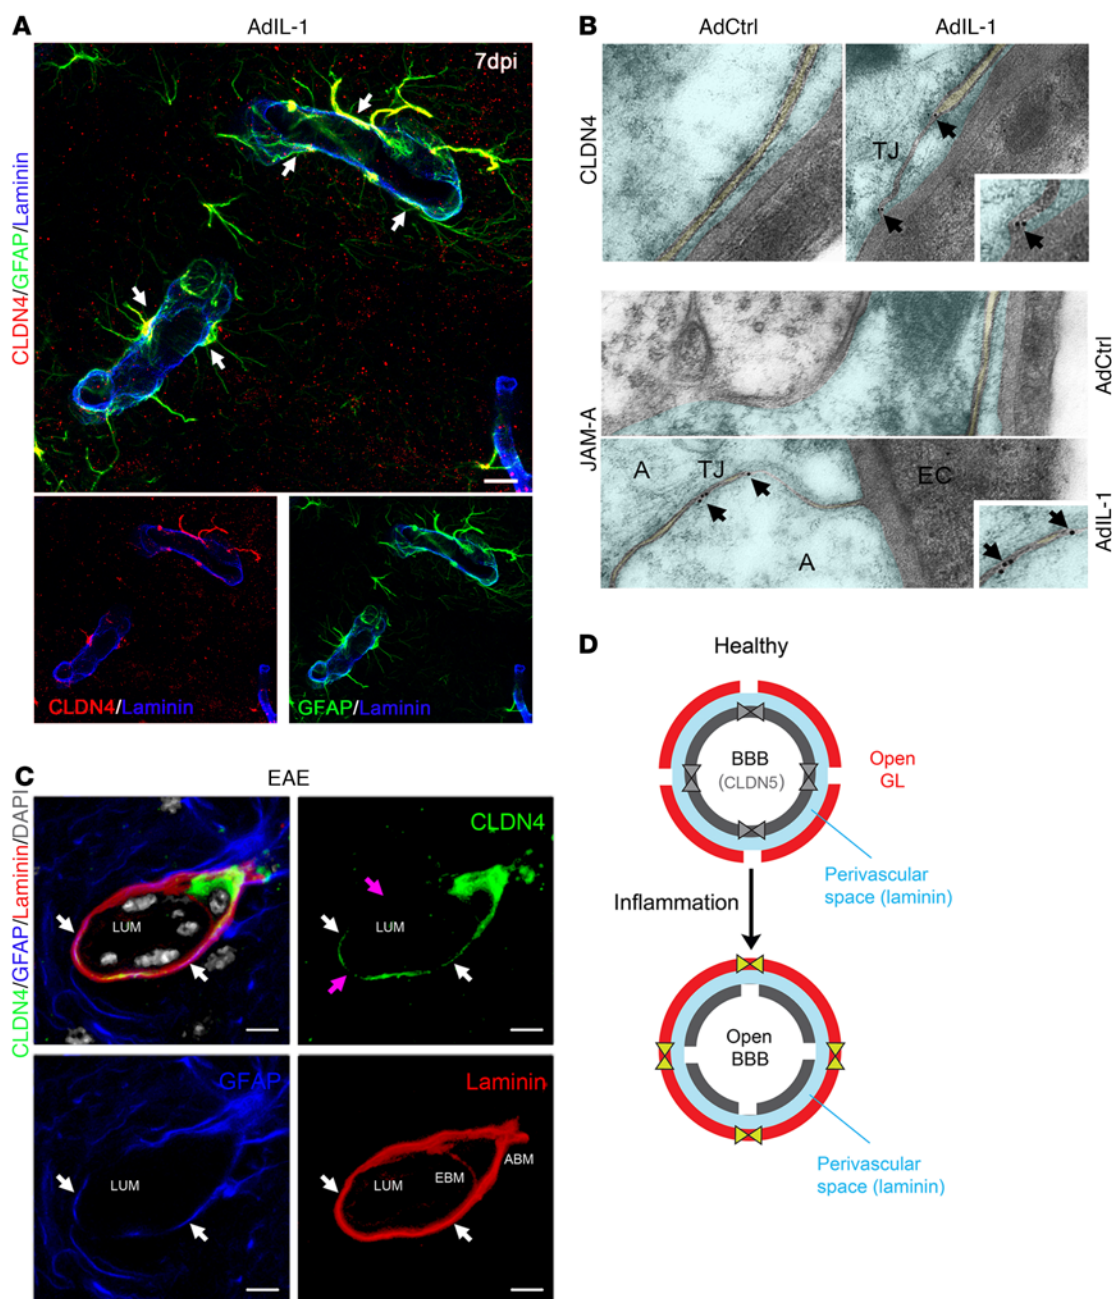 A
AdIL-1
7dpi
CLDN4/GFAP/Laminin
CLDN4/Laminin
GFAP/Laminin
B
AdCtrl
AdIL-1
CLDN4
TJ
JAM-A
AdCtrl
A
TJ
EC
A
AdIL-1
C
EAE
CLDN4/GFAP/Laminin/DAPI
LUM
CLDN4
LUM
GFAP
LUM
Laminin
LUM
EBM
ABM
D
Healthy
BBB
(CLDN5)
Open
GL
Perivascular
space (laminin)
Inflammation
Open
BBB
Perivascular
space (laminin)